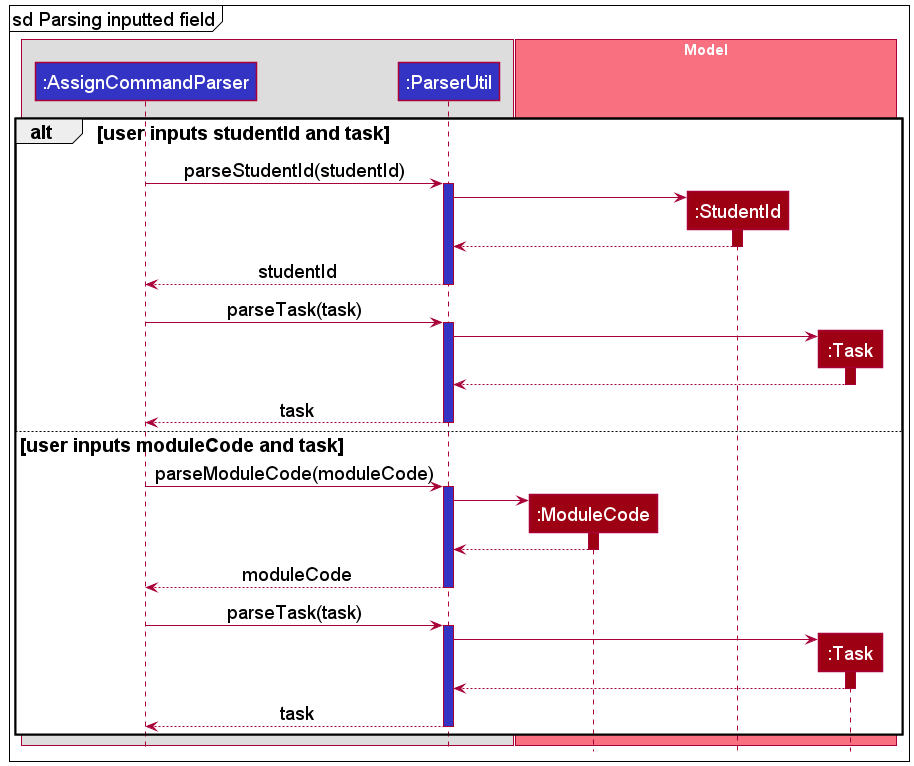 sd Parsing inputted field
Model
:AssignCommandParser
:ParserUtil
alt
[user inputs studentId and task]
parseStudentId(studentId)
:StudentId
studentId
parseTask(task)
:Task
task
[user inputs moduleCode and task]
parseModuleCode(moduleCode)
:ModuleCode
moduleCode
parseTask(task)
:Task
task